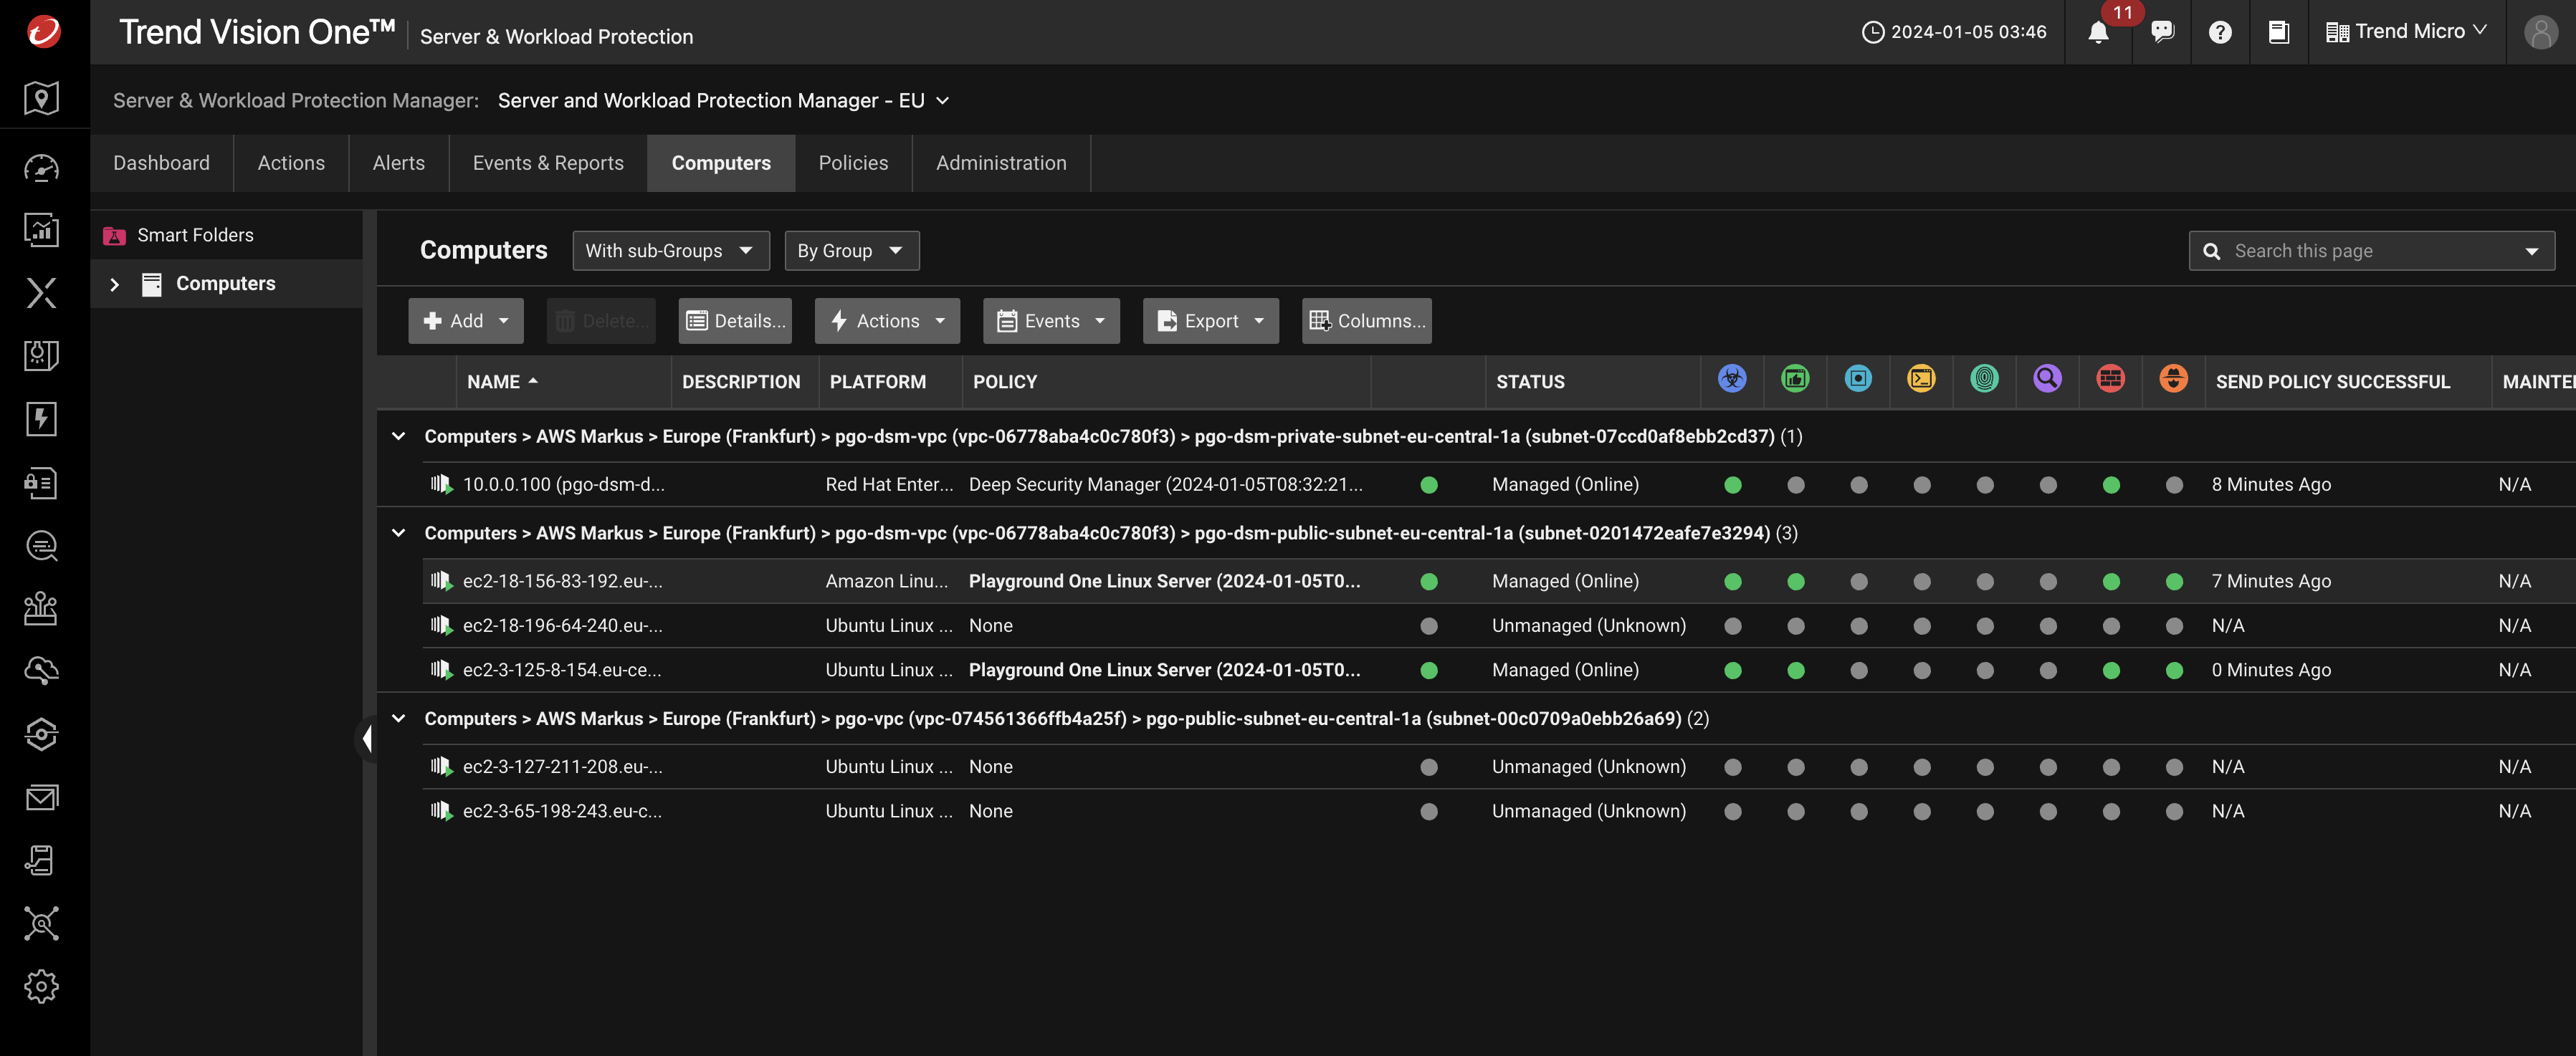 Trend Vision One™ Server & Workload Protection 2024-01-05 03:46 11 Trend Micro
Server & Workload Protection Manager: Server and Workload Protection Manager - EU
Dashboard Actions Alerts Events & Reports Computers Policies Administration
Smart Folders
Computers
Computers With sub-Groups By Group Search this page
Add Delete... Details... Actions Events Export Columns...
NAME DESCRIPTION PLATFORM POLICY STATUS SEND POLICY SUCCESSFUL MAINTE
Computers > AWS Markus > Europe (Frankfurt) > pgo-dsm-vpc (vpc-06778aba4c0c780f3) > pgo-dsm-private-subnet-eu-central-1a (subnet-07ccd0af8ebb2cd37) (1)
10.0.0.100 (pgo-dsm-d... Red Hat Enter... Deep Security Manager (2024-01-05T08:32:21... Managed (Online) 8 Minutes Ago N/A
Computers > AWS Markus > Europe (Frankfurt) > pgo-dsm-vpc (vpc-06778aba4c0c780f3) > pgo-dsm-public-subnet-eu-central-1a (subnet-0201472eafe7e3294) (3)
ec2-18-156-83-192.eu-... Amazon Linu... Playground One Linux Server (2024-01-05T0... Managed (Online) 7 Minutes Ago N/A
ec2-18-196-64-240.eu-... Ubuntu Linux ... None Unmanaged (Unknown) N/A N/A
ec2-3-125-8-154.eu-ce... Ubuntu Linux ... Playground One Linux Server (2024-01-05T0... Managed (Online) 0 Minutes Ago N/A
Computers > AWS Markus > Europe (Frankfurt) > pgo-vpc (vpc-074561366ffb4a25f) > pgo-public-subnet-eu-central-1a (subnet-00c0709a0ebb26a69) (2)
ec2-3-127-211-208.eu-... Ubuntu Linux ... None Unmanaged (Unknown) N/A N/A
ec2-3-65-198-243.eu-c... Ubuntu Linux ... None Unmanaged (Unknown) N/A N/A